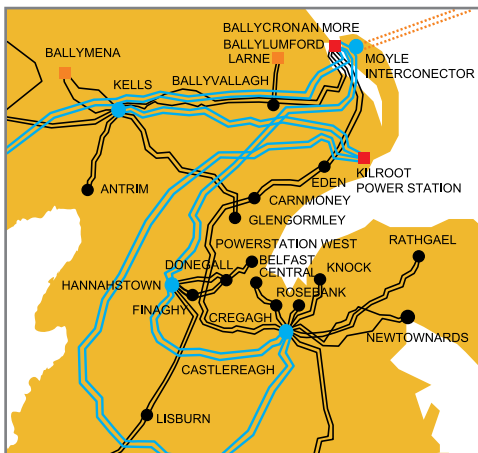 BALLYCRONAN MORE
BALLYMENA
BALLYLUMFORD
LARNE
MOYLE
INTERCONECTOR
KELLS
BALLYVALLAGH
EDEN
KILROOT
POWER STATION
ANTRIM
CARNMONEY
GLENGORMLEY
POWERSTATION WEST
RATHGAEL
DONEGALL
BELFAST
CENTRAL
KNOCK
HANNAHSTOWN
ROSEBANK
FINAGHY
CREGAGH
NEWTOWNARDS
CASTLEREAGH
LISBURN